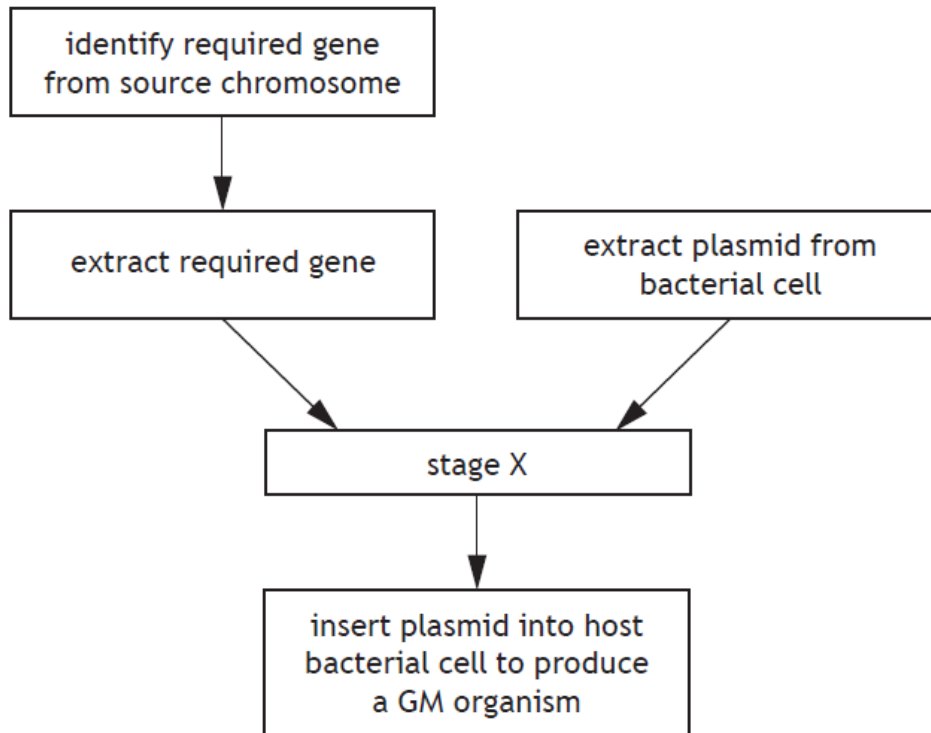 identify required gene
from source chromosome
extract required gene
extract plasmid from
bacterial cell
stage X
insert plasmid into host
bacterial cell to produce
a GM organism